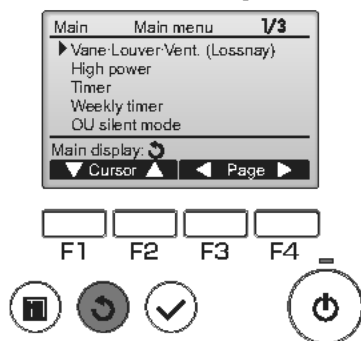 Main Main menu 1/3
Vane·Louver·Vent. (Lossnay)
High power
Timer
Weekly timer
OU silent mode
Main display:
Cursor Page
F1 F2 F3 F4